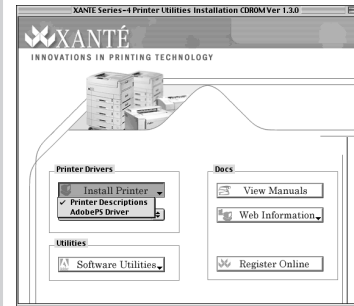 XANTE Series-4 Printer Utilities Installation CDROM Ver 1.3.0
XANTÉ
INNOVATIONS IN PRINTING TECHNOLOGY
Printer Drivers
Install Printer
✓ Printer Descriptions
AdobePS Driver
Utilities
Software Utilities
Docs
View Manuals
Web Information
Register Online